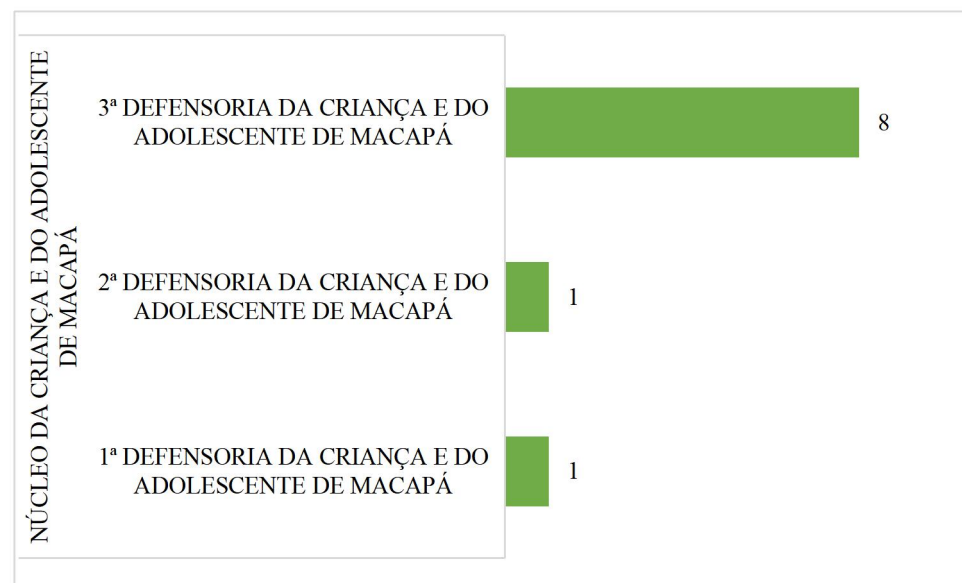 NÚCLEO DA CRIANÇA E DO ADOLESCENTE
DE MACAPÁ
3ª DEFENSORIA DA CRIANÇA E DO
ADOLESCENTE DE MACAPÁ
8
2ª DEFENSORIA DA CRIANÇA E DO
ADOLESCENTE DE MACAPÁ
1
1ª DEFENSORIA DA CRIANÇA E DO
ADOLESCENTE DE MACAPÁ
1